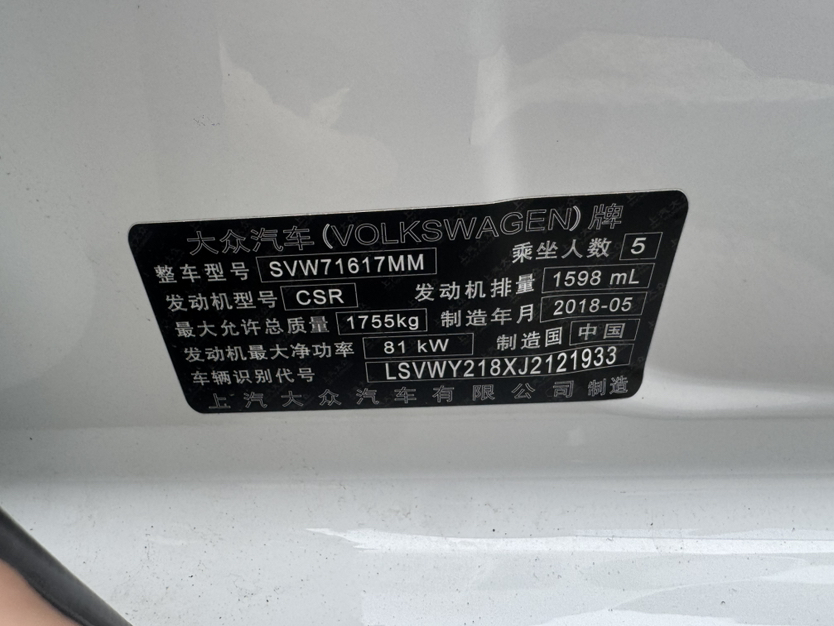 大众汽车(VOLKSWAGEN)牌
整车型号 SVW71617MM 乘坐人数 5
发动机型号 CSR 发动机排量 1598 mL
最大允许总质量 1755kg 制造年月 2018-05
发动机最大净功率 81 kW 制造国 中国
车辆识别代号 LSVWY218XJ2121933
上汽大众汽车有限公司制造